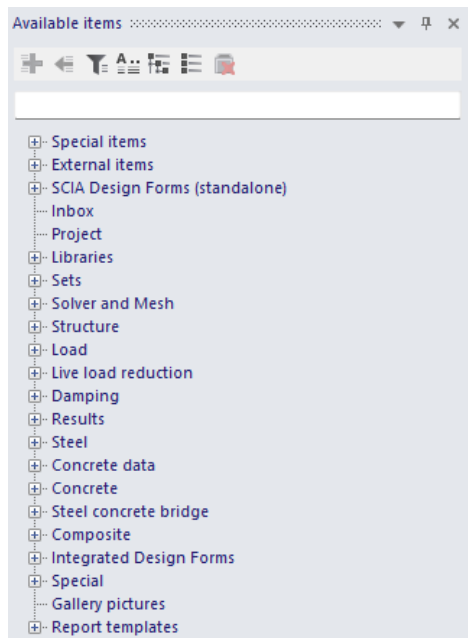 Available items
Special items
External items
SCIA Design Forms (standalone)
Inbox
Project
Libraries
Sets
Solver and Mesh
Structure
Load
Live load reduction
Damping
Results
Steel
Concrete data
Concrete
Steel concrete bridge
Composite
Integrated Design Forms
Special
Gallery pictures
Report templates